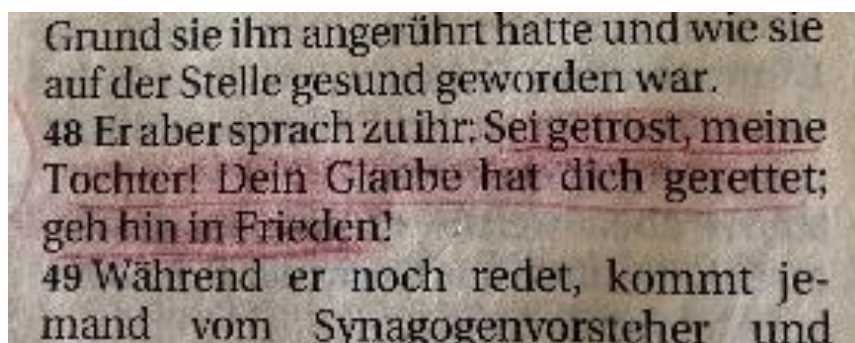 Grund sie ihn angerührt hatte und wie sie
auf der Stelle gesund geworden war.
48 Er aber sprach zu ihr: Sei getrost, meine
Tochter! Dein Glaube hat dich gerettet;
geh hin in Frieden!
49 Während er noch redet, kommt je-
mand vom Synagogenvorsteher und